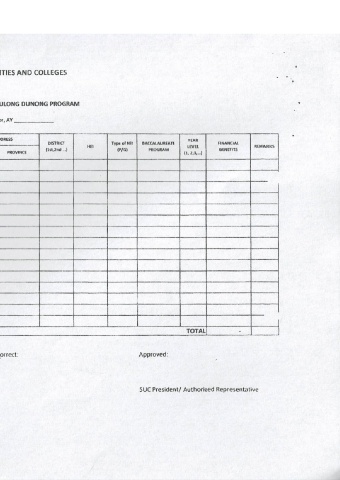 ITIES AND COLLEGES
ULONG DUNONG PROGRAM
er, AY
DRESS
PROVINCE
DISTRICT
(1st,2nd ...)
HEI
Type of HEI
(P/G)
BACCALAUREATE
PROGRAM
YEAR
LEVEL
(1, 2,3,...)
FINANCIAL
BENEFITS
REMARKS
TOTAL -
orrect:
Approved:
SUC President/ Authorized Representative